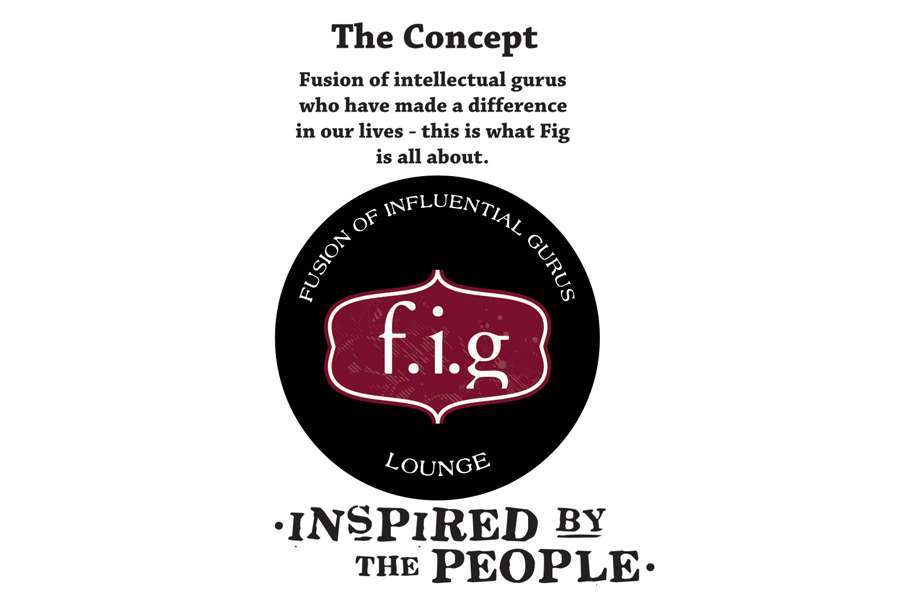 The Concept
Fusion of intellectual gurus
who have made a difference
in our lives - this is what Fig
is all about.
FUSION OF INFLUENTIAL GURUS
f.i.g
LOUNGE
·INSPIRED BY
THE PEOPLE·